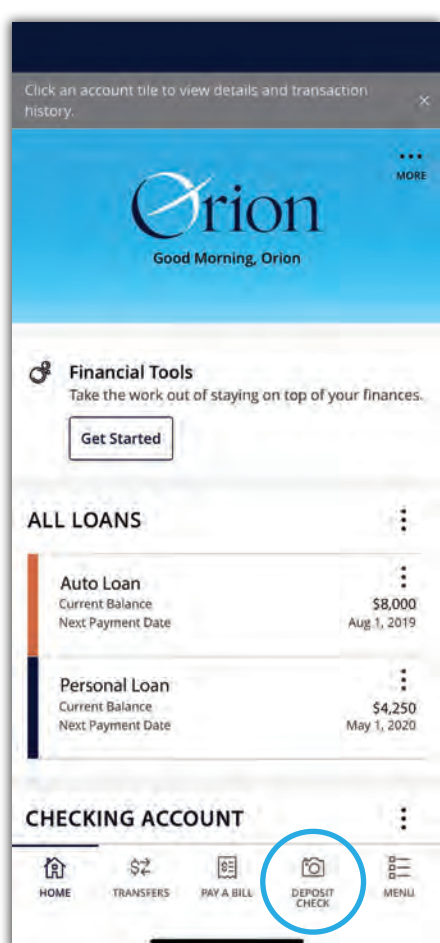 Click an account tile to view details and transaction
history.
×
MORE
Orion
Good Morning, Orion
Financial Tools
Take the work out of staying on top of your finances.
Get Started
ALL LOANS
Auto Loan
Current Balance $8,000
Next Payment Date Aug 1, 2019
Personal Loan
Current Balance $4,250
Next Payment Date May 1, 2020
CHECKING ACCOUNT
HOME TRANSFERS PAY A BILL DEPOSIT CHECK MENU